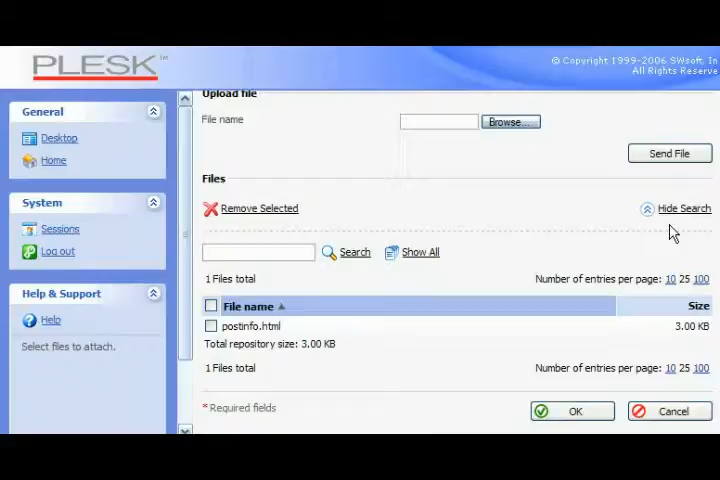 PLESK™
© Copyright 1999-2006 SWsoft, In
All Rights Reserve
General
Desktop
Home
System
Sessions
Log out
Help & Support
Help
Select files to attach.
Upload file
File name
Browse...
Send File
Files
Remove Selected
Hide Search
Search
Show All
1 Files total
Number of entries per page: 10 25 100
File name
Size
postinfo.html
3.00 KB
Total repository size: 3.00 KB
1 Files total
Number of entries per page: 10 25 100
* Required fields
OK
Cancel